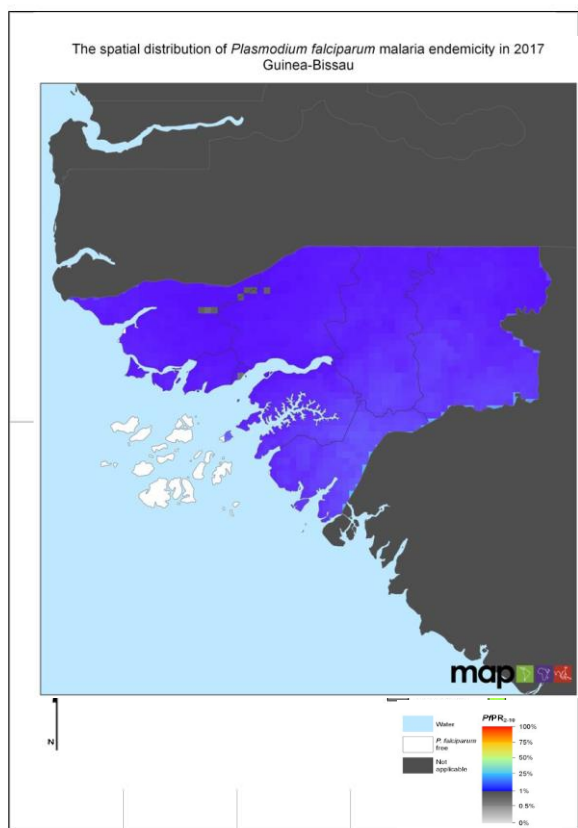 The spatial distribution of Plasmodium falciparum malaria endemicity in 2017
Guinea-Bissau
map
N
Water
P. falciparum
free
Not
applicable
PfPR2-10
100%
75%
50%
25%
1%
0.5%
0%